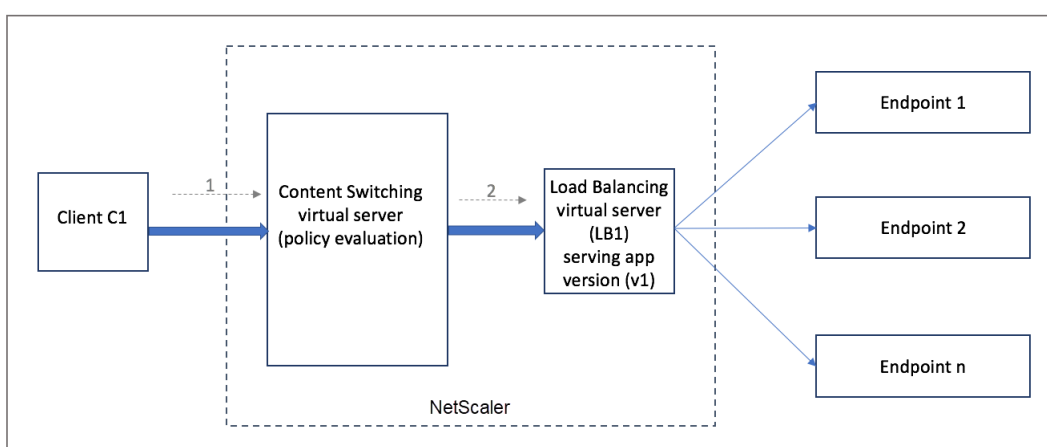 Client C1
1
Content Switching
virtual server
(policy evaluation)
2
Load Balancing
virtual server
(LB1)
serving app
version (v1)
Endpoint 1
Endpoint 2
Endpoint n
NetScaler